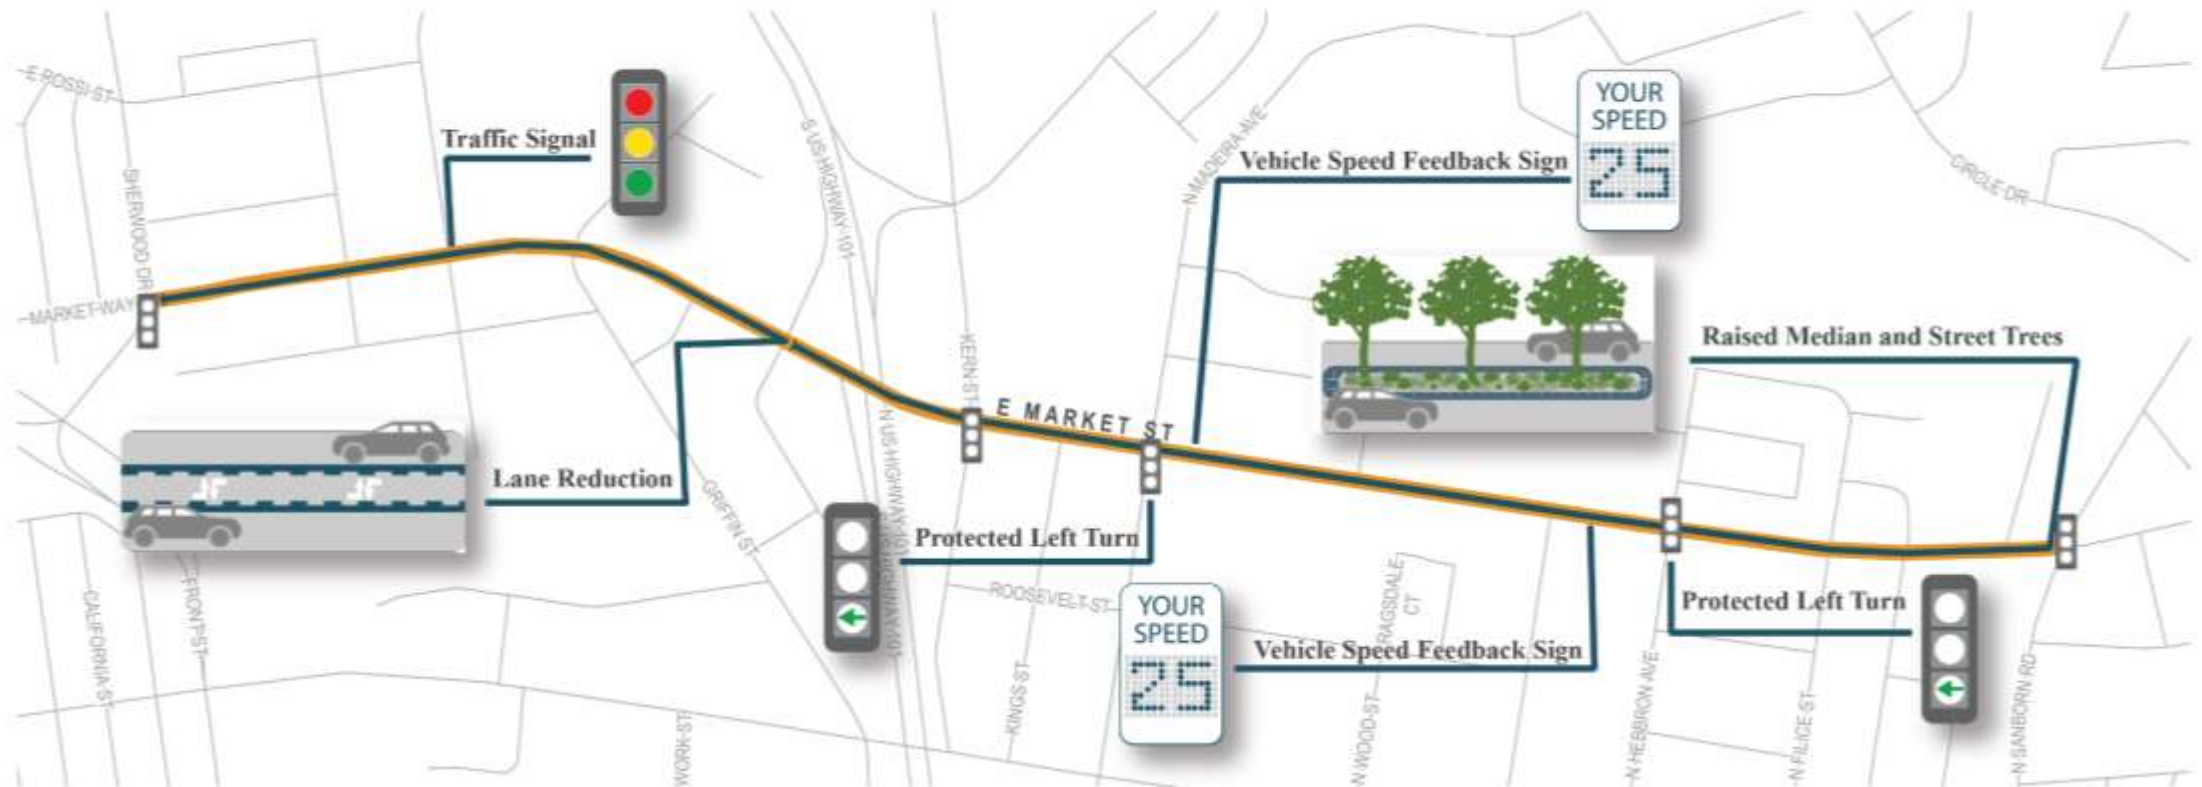 E ROSSI ST
SHERWOOD DR
MARKET WAY
Traffic Signal
S US HIGHWAY 101
N MADEIRA AVE
Vehicle Speed Feedback Sign
YOUR
SPEED
25
CIRCLE DR
Raised Median and Street Trees
KERN ST
E MARKET ST
N US HIGHWAY 101
Lane Reduction
GRIFFIN ST
Protected Left Turn
ROOSEVELT ST
YOUR
SPEED
25
Vehicle Speed Feedback Sign
RAGSDALE
CT
Protected Left Turn
CALIFORNIA ST
FRONT ST
WORK ST
KINGS ST
N WOOD ST
N HEBBRON AVE
N FILICE ST
N SANBORN RD